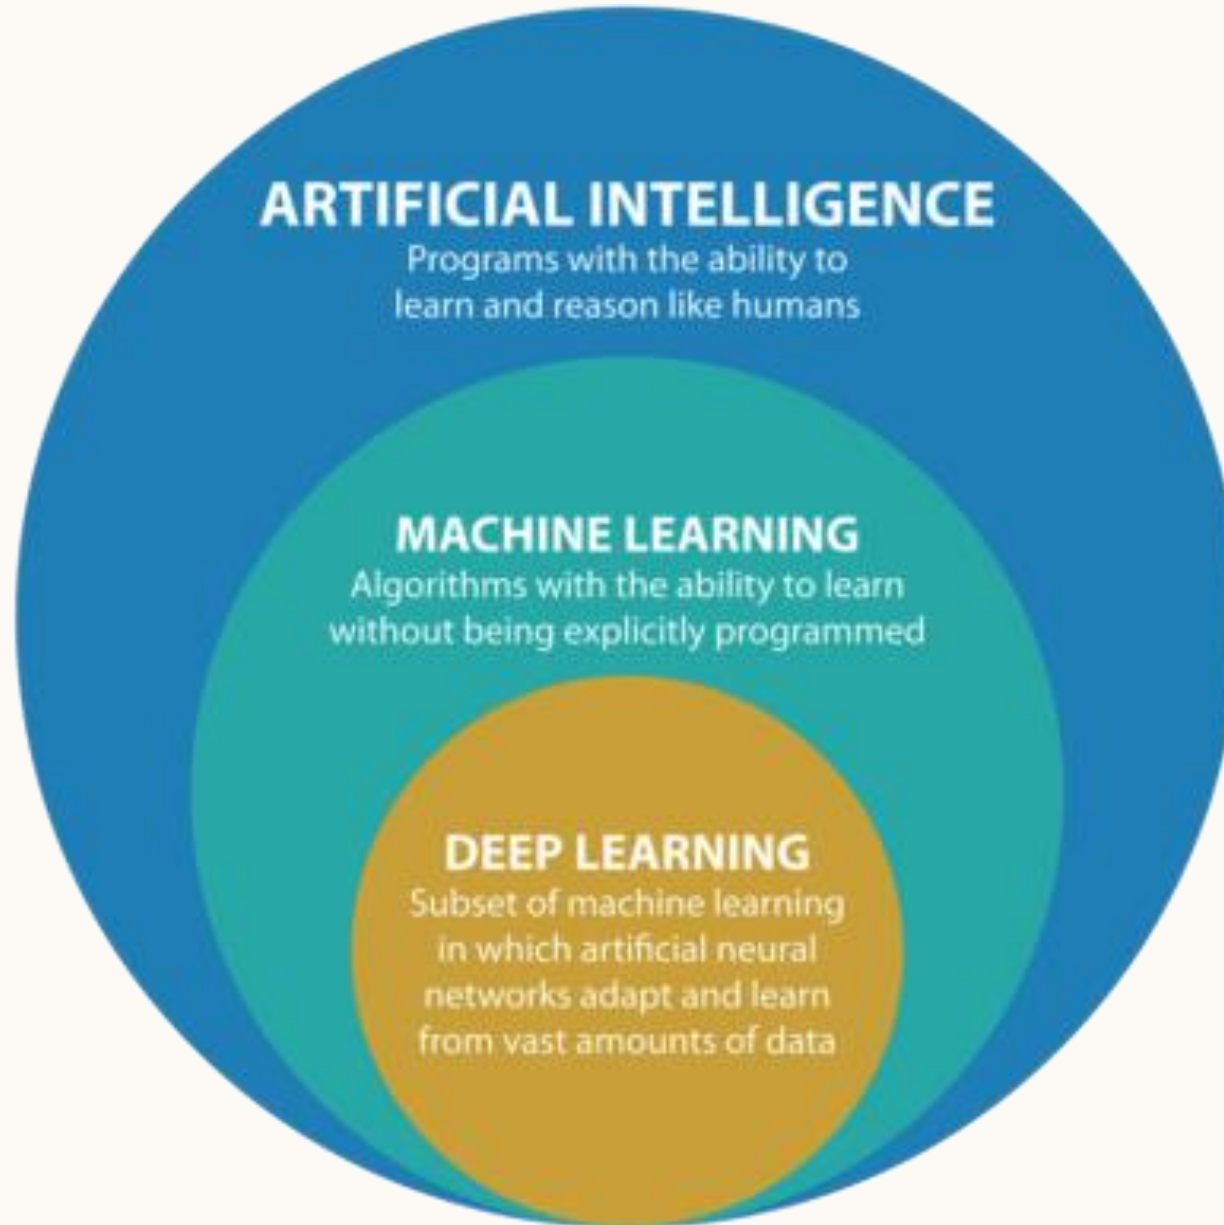 ARTIFICIAL INTELLIGENCE
Programs with the ability to
learn and reason like humans
MACHINE LEARNING
Algorithms with the ability to learn
without being explicitly programmed
DEEP LEARNING
Subset of machine learning
in which artificial neural
networks adapt and learn
from vast amounts of data